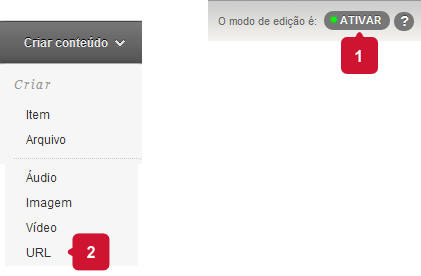 O modo de edição é: ATIVAR ?
1
Criar conteúdo
Criar
Item
Arquivo
Áudio
Imagem
Vídeo
URL 2